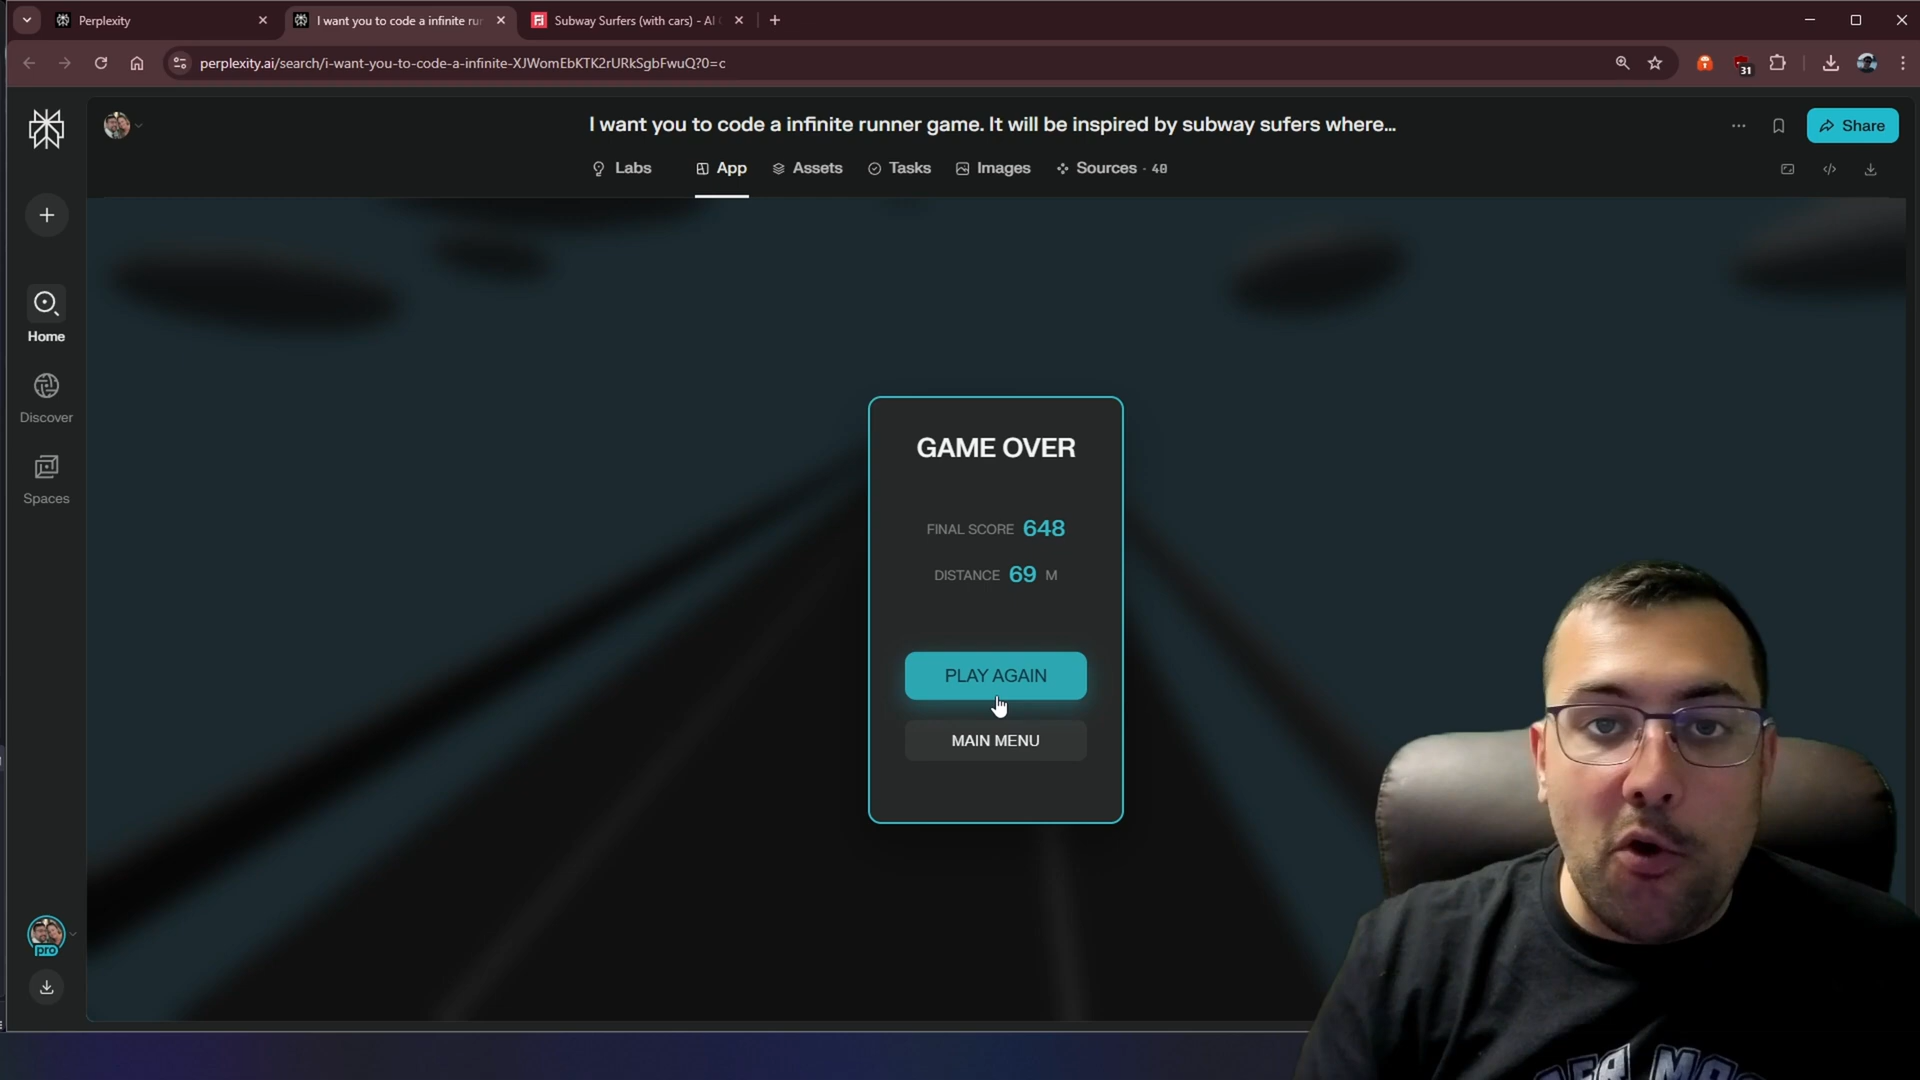 Perplexity
I want you to code a infinite ru
Subway Surfers (with cars) - AI
perplexity.ai/search/i-want-you-to-code-a-infinite-XJWomEbKTK2rURkSgbFwuQ?0=c
31
I want you to code a infinite runner game. It will be inspired by subway sufers where...
Share
Labs
App
Assets
Tasks
Images
Sources · 40
Home
Discover
Spaces
GAME OVER
FINAL SCORE 648
DISTANCE 69 M
PLAY AGAIN
MAIN MENU
pro